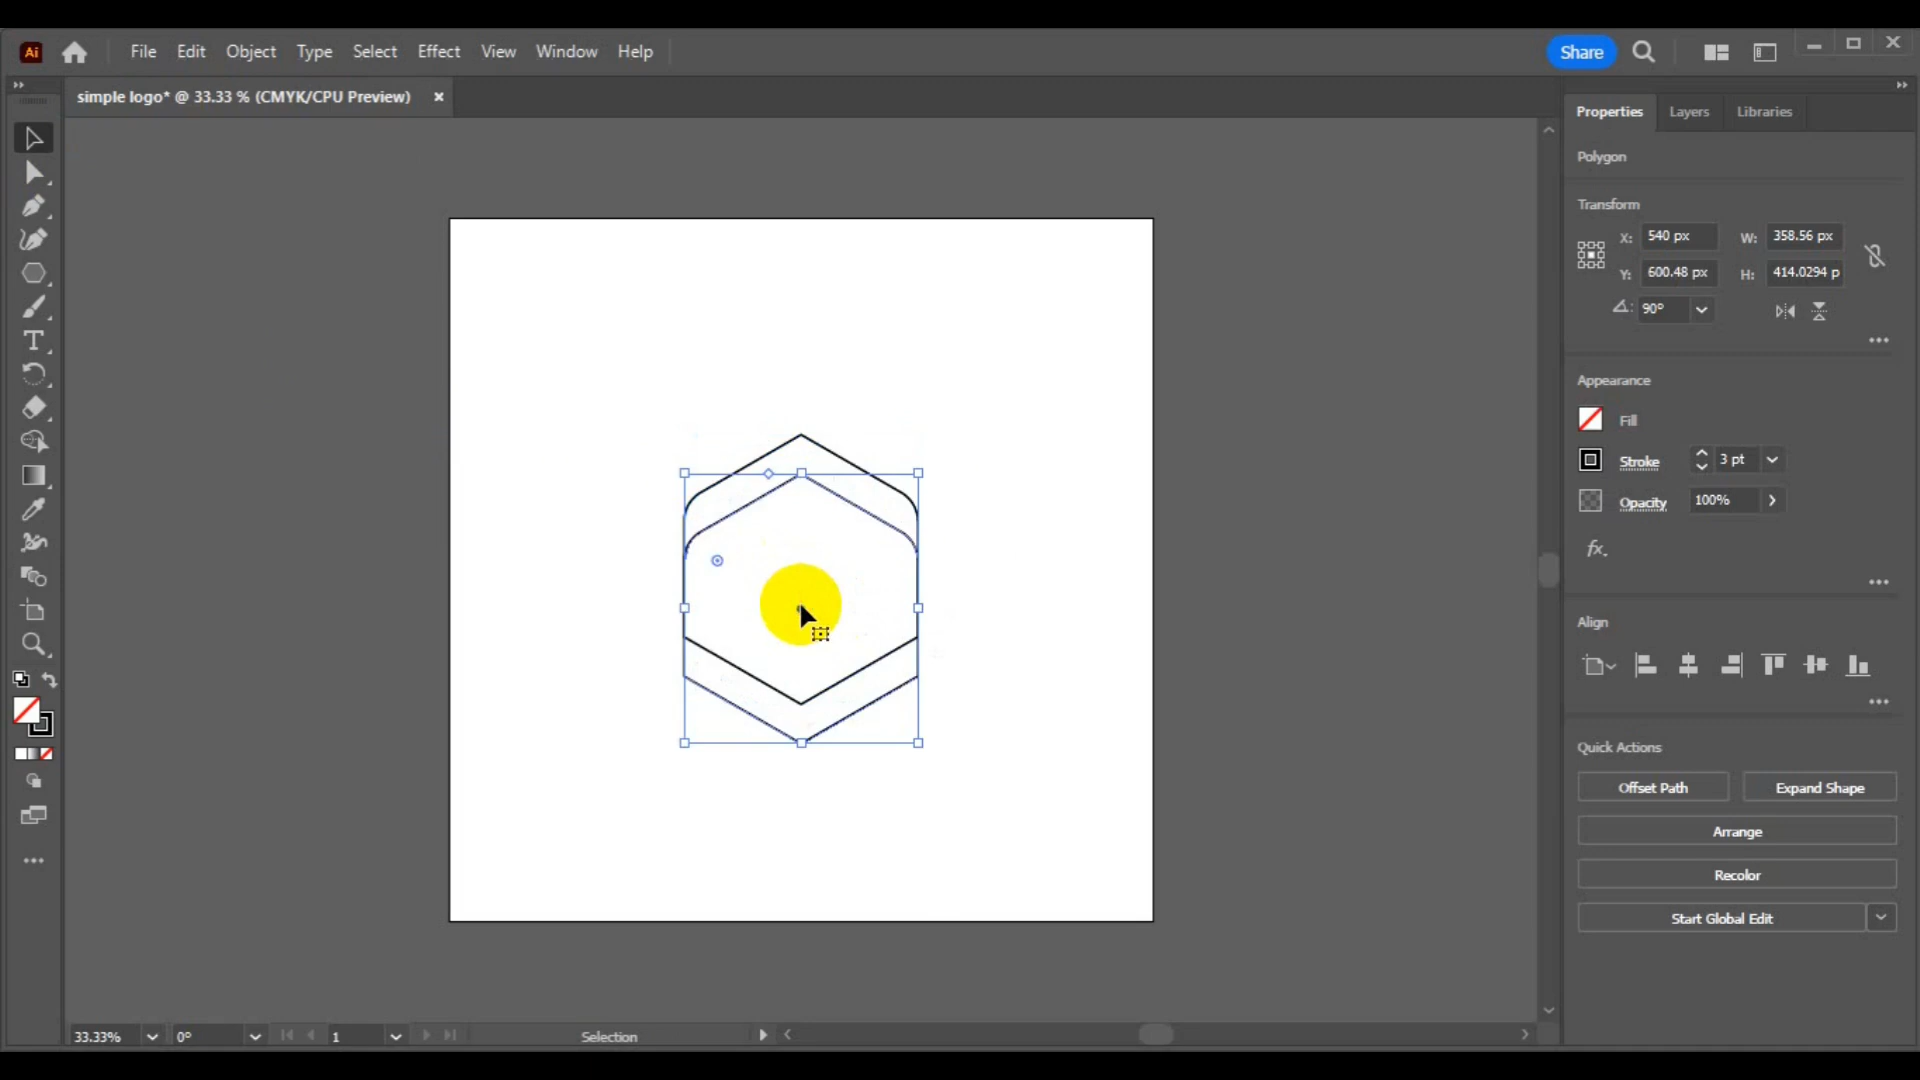 Ai File Edit Object Type Select Effect View Window Help Share
simple logo* @ 33.33 % (CMYK/CPU Preview) ×
Properties Layers Libraries
Polygon
Transform
X: 540 px W: 358.56 px
Y: 600.48 px H: 414.0294 p
90°
Appearance
Fill
Stroke 3 pt
Opacity 100%
fx.
Align
Quick Actions
Offset Path Expand Shape
Arrange
Recolor
Start Global Edit
33.33% 0° 1 Selection